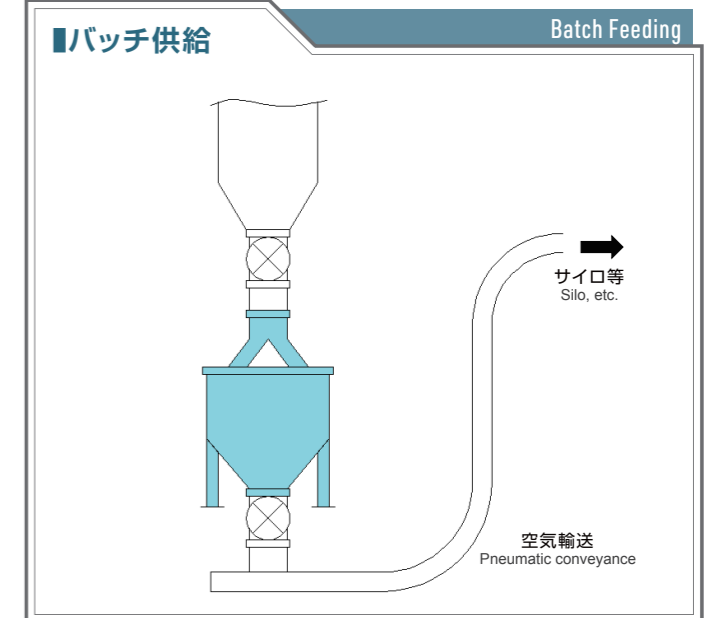 ▮バッチ供給
Batch Feeding
サイロ等
Silo, etc.
空気輸送
Pneumatic conveyance